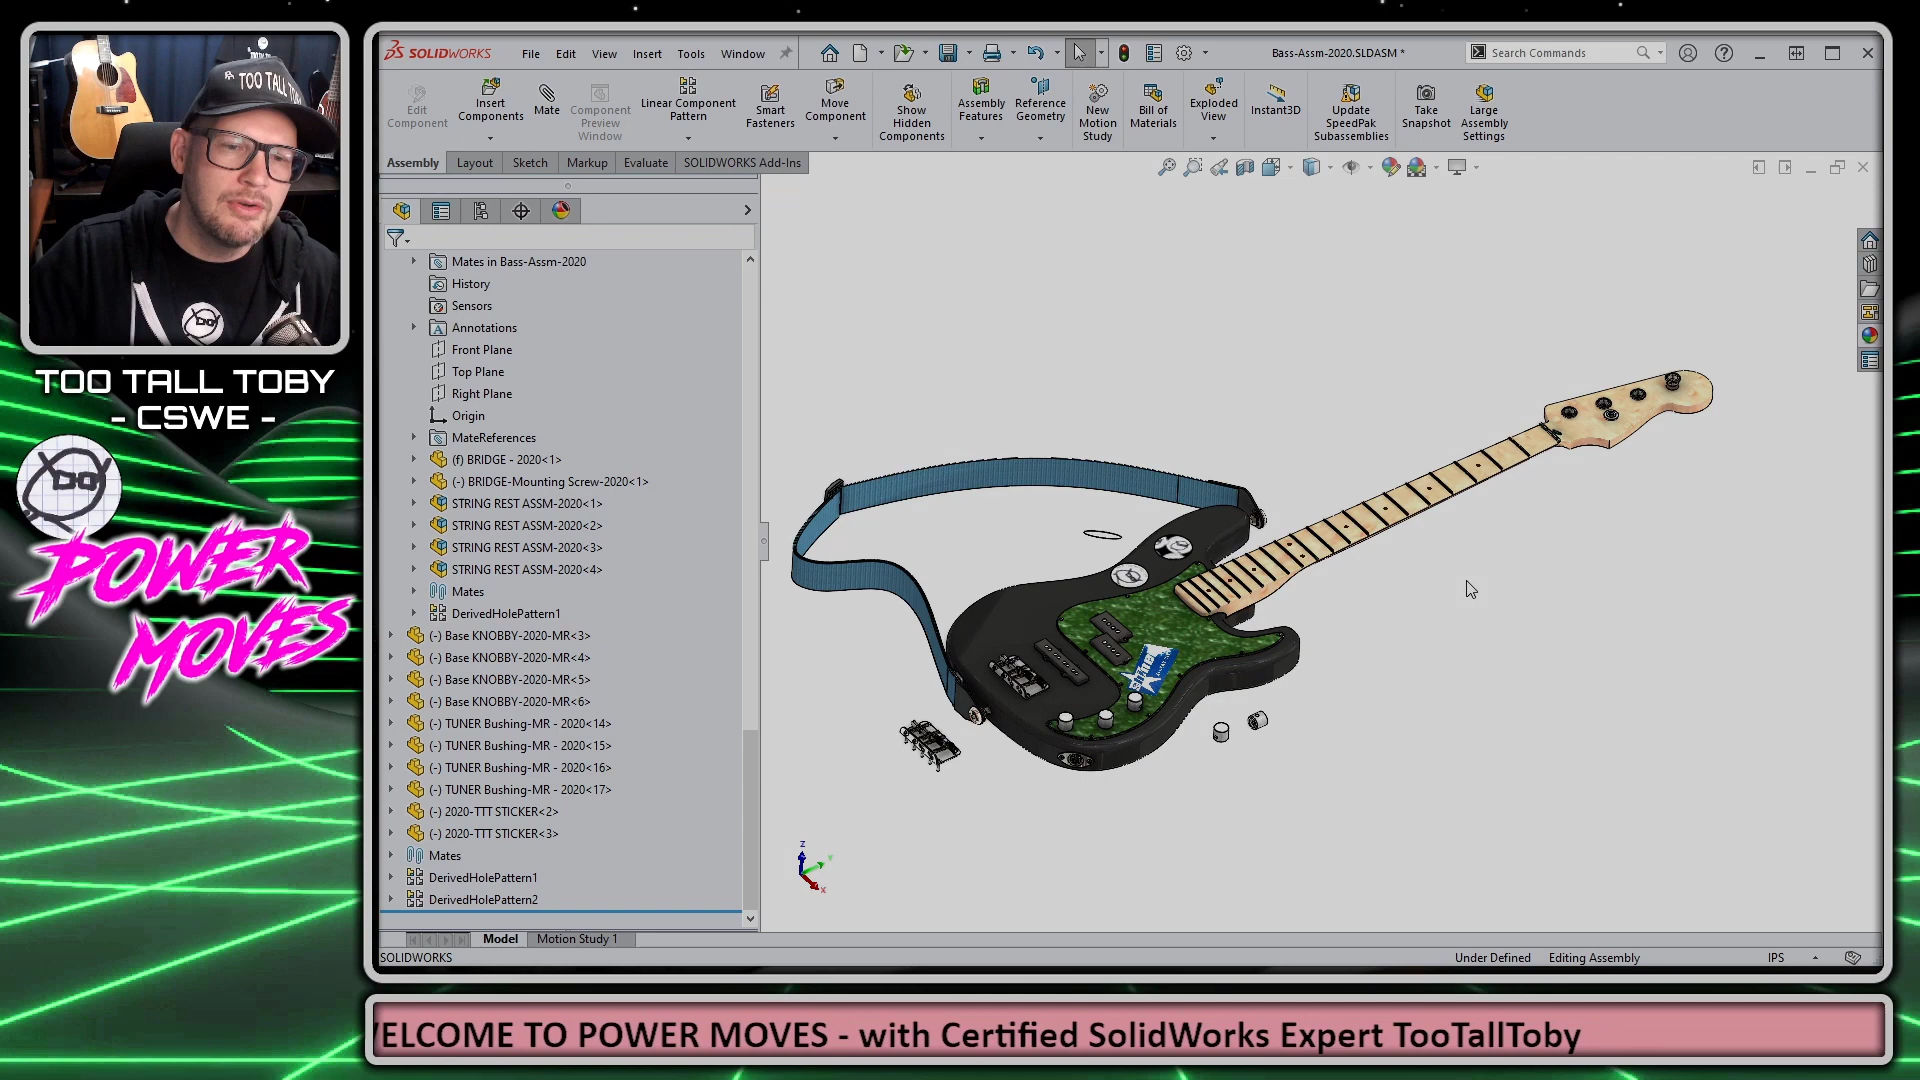 TOO TALL TO
TOO TALL TOBY
- CSWE -
POWER
MOVES
SOLIDWORKS
File Edit View Insert Tools Window
Bass-Assm-2020.SLDASM *
Search Commands
Edit Component
Insert Components
Mate
Component Preview Window
Linear Component Pattern
Smart Fasteners
Move Component
Show Hidden Components
Assembly Features
Reference Geometry
New Motion Study
Bill of Materials
Exploded View
Instant3D
Update SpeedPak Subassemblies
Take Snapshot
Large Assembly Settings
Assembly Layout Sketch Markup Evaluate SOLIDWORKS Add-Ins
Mates in Bass-Assm-2020
History
Sensors
Annotations
Front Plane
Top Plane
Right Plane
Origin
MateReferences
(f) BRIDGE - 2020<1>
(-) BRIDGE-Mounting Screw-2020<1>
STRING REST ASSM-2020<1>
STRING REST ASSM-2020<2>
STRING REST ASSM-2020<3>
STRING REST ASSM-2020<4>
Mates
DerivedHolePattern1
(-) Base KNOBBY-2020-MR<3>
(-) Base KNOBBY-2020-MR<4>
(-) Base KNOBBY-2020-MR<5>
(-) Base KNOBBY-2020-MR<6>
(-) TUNER Bushing-MR - 2020<14>
(-) TUNER Bushing-MR - 2020<15>
(-) TUNER Bushing-MR - 2020<16>
(-) TUNER Bushing-MR - 2020<17>
(-) 2020-TTT STICKER<2>
(-) 2020-TTT STICKER<3>
Mates
DerivedHolePattern1
DerivedHolePattern2
Z
Y
X
Model Motion Study 1
SOLIDWORKS
Under Defined Editing Assembly IPS
ELCOME TO POWER MOVES - with Certified SolidWorks Expert TooTallToby